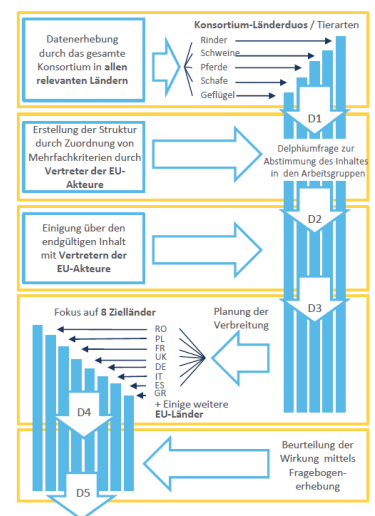 Konsortium-Länderduos / Tierarten
Datenerhebung
durch das gesamte
Konsortium in allen
relevanten Ländern
Rinder
Schweine
Pferde
Schafe
Geflügel
D1
Erstellung der Struktur
durch Zuordnung von
Mehrfachkriterien durch
Vertreter der EU-
Akteure
Delphiumfrage zur
Abstimmung des Inhaltes
in den Arbeitsgruppen
D2
Einigung über den
endgültigen Inhalt
mit Vertretern der
EU-Akteure
D3
Fokus auf 8 Zielländer
RO
PL
FR
UK
DE
IT
ES
GR
+ Einige weitere
EU-Länder
Planung der
Verbreitung
D4
Beurteilung der
Wirkung mittels
Fragebogen-
erhebung
D5